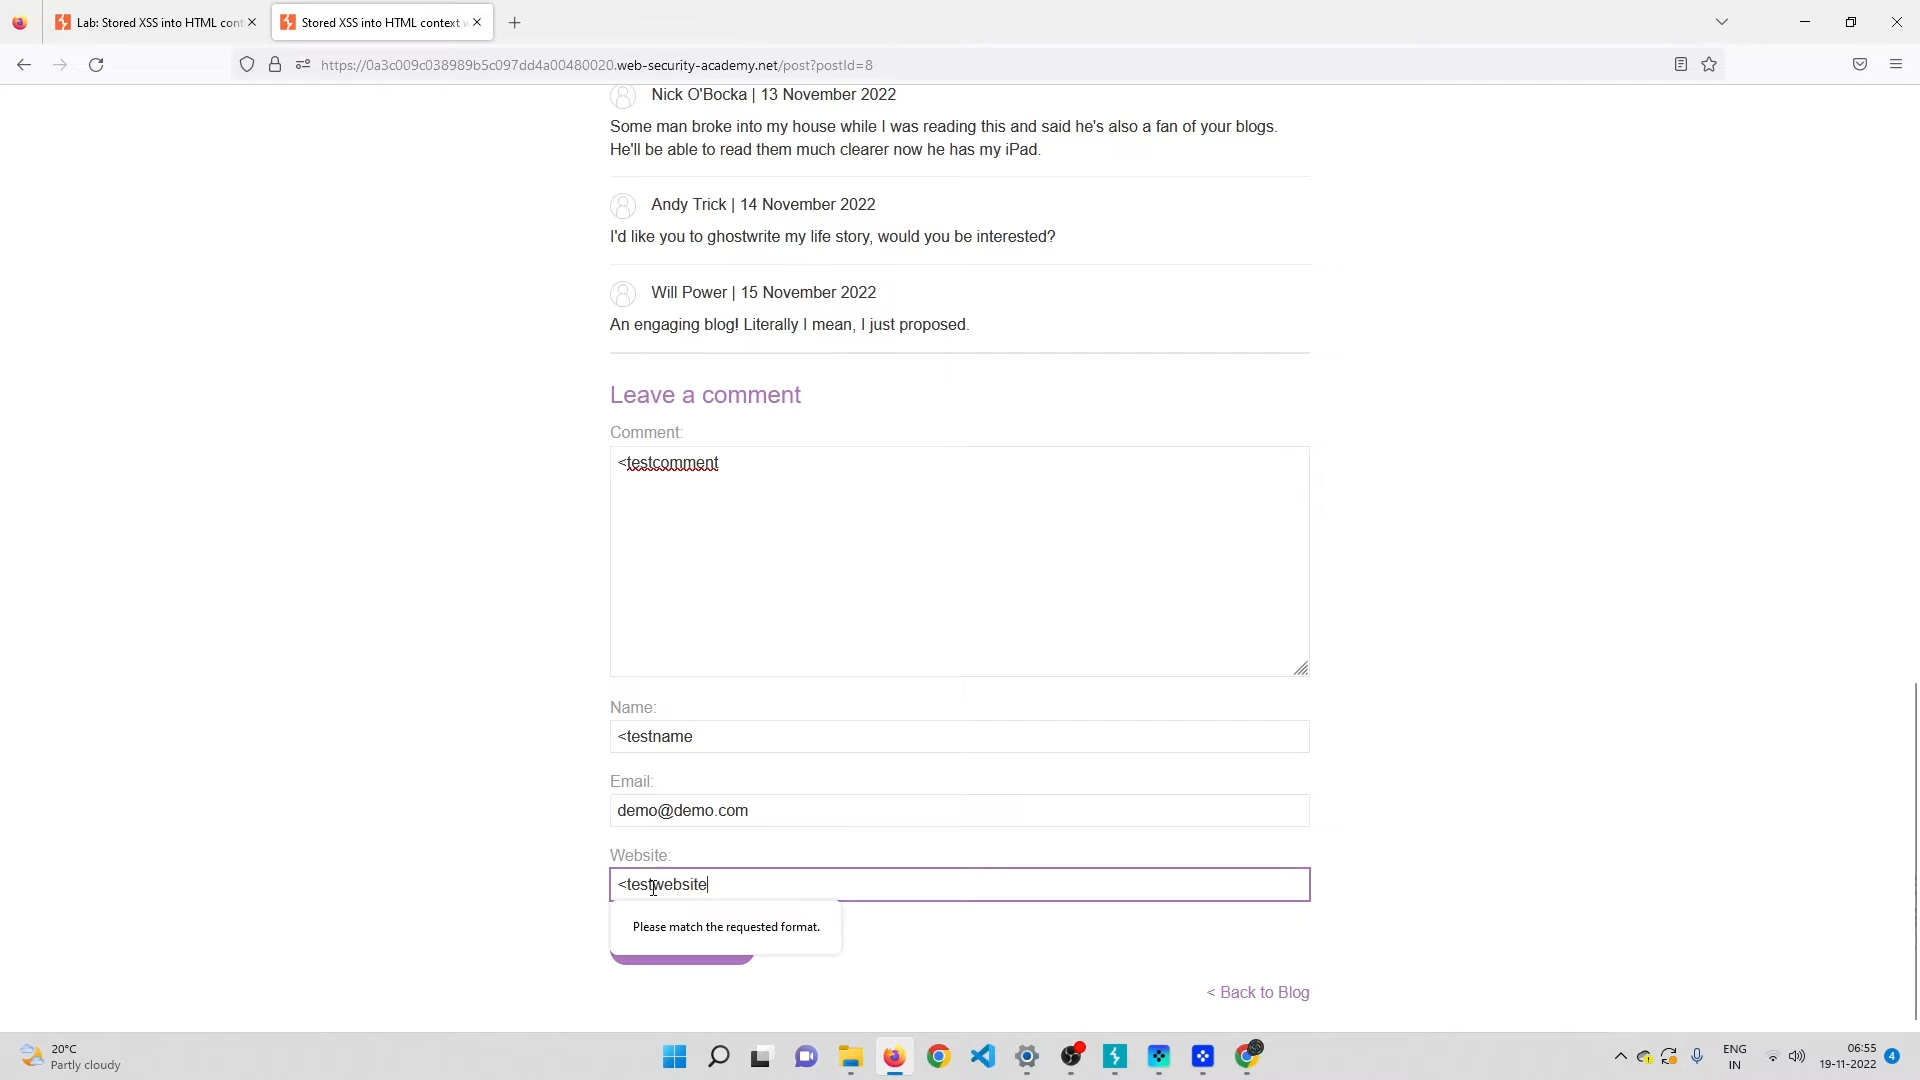 Lab: Stored XSS into HTML cont
Stored XSS into HTML context w
https://0a3c009c038989b5c097dd4a00480020.web-security-academy.net/post?postId=8
Nick O'Bocka | 13 November 2022
Some man broke into my house while I was reading this and said he's also a fan of your blogs.
He'll be able to read them much clearer now he has my iPad.
Andy Trick | 14 November 2022
I'd like you to ghostwrite my life story, would you be interested?
Will Power | 15 November 2022
An engaging blog! Literally I mean, I just proposed.
Leave a comment
Comment:
<testcomment
Name:
<testname
Email:
demo@demo.com
Website:
<testwebsite
Please match the requested format.
< Back to Blog
20°C
Partly cloudy
ENG
IN
06:55
19-11-2022
4